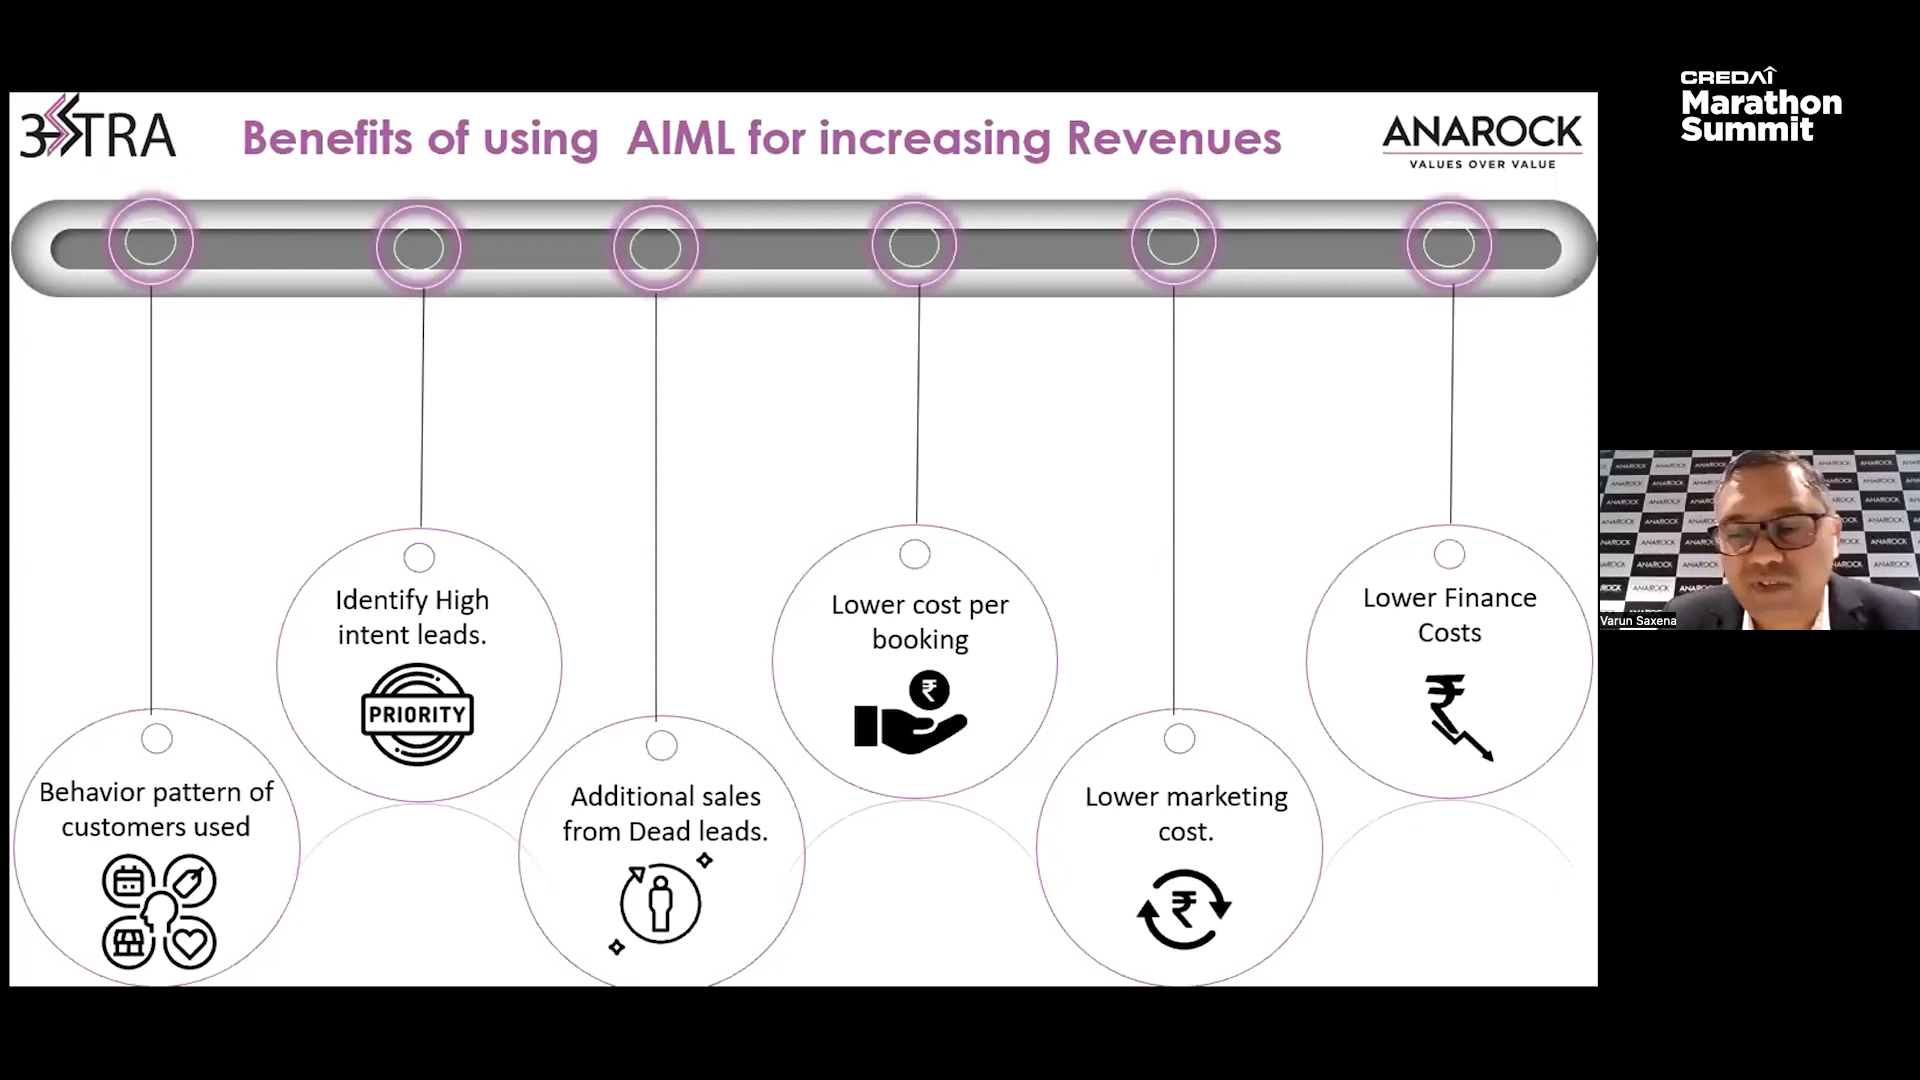 3STRA
Benefits of using AIML for increasing Revenues
ANAROCK
VALUES OVER VALUE
CREDAI
Marathon
Summit
Identify High
intent leads.
PRIORITY
Lower cost per
booking
₹
Lower Finance
Costs
₹
Behavior pattern of
customers used
Additional sales
from Dead leads.
Lower marketing
cost.
₹
ANAROCK
Varun Saxena